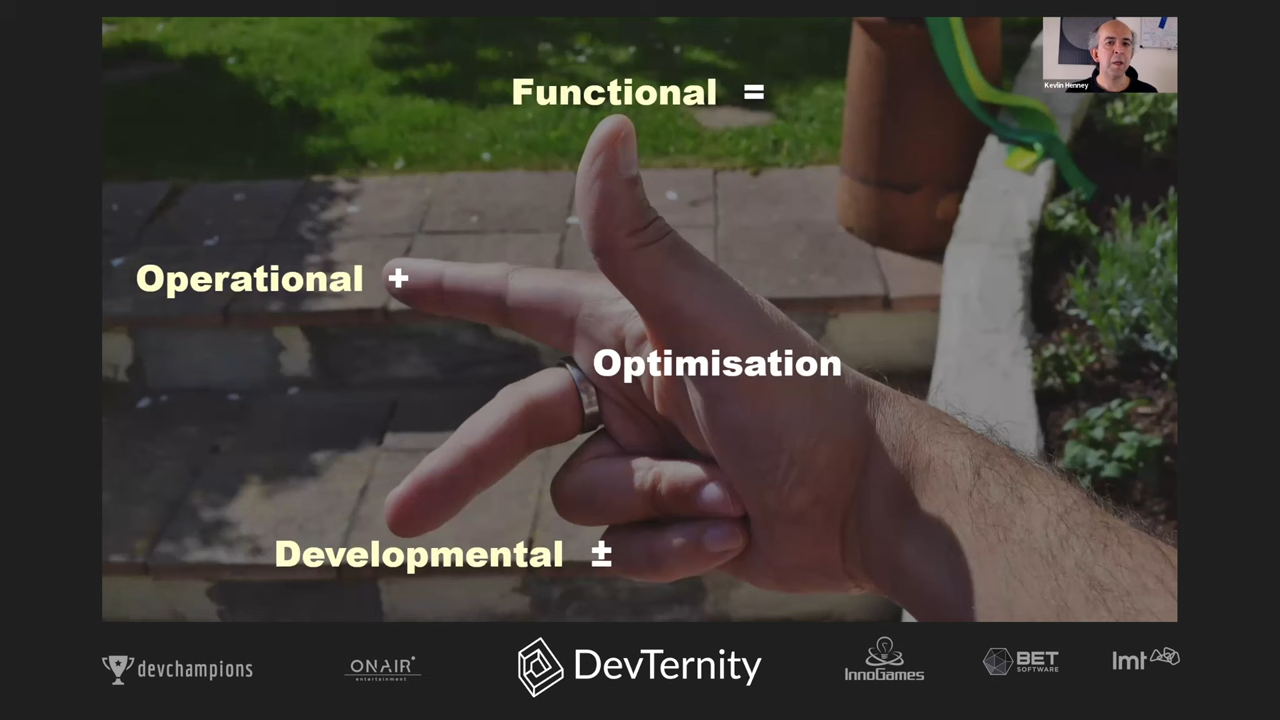 Functional =
Kevlin Henney
Operational +
Optimisation
Developmental ±
devchampions
ONAIR
entertainment
DevTernity
InnoGames
BET
SOFTWARE
lmt